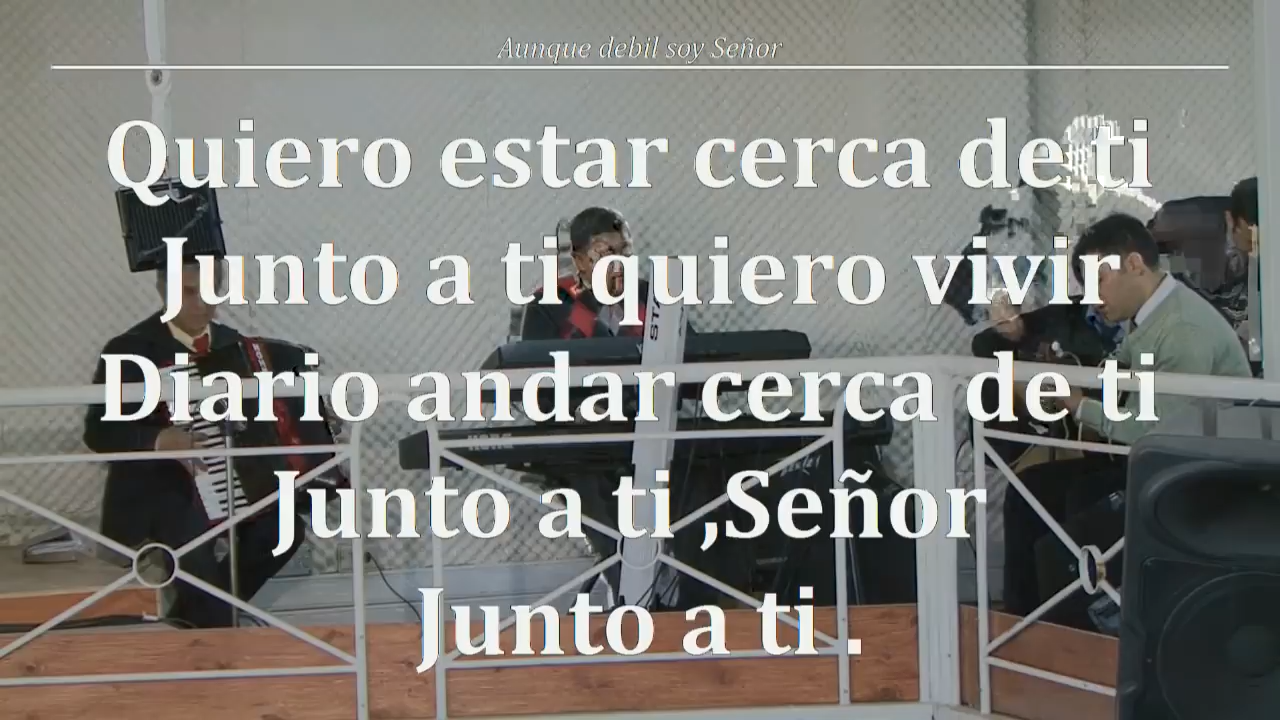 Aunque debil soy Señor
Quiero estar cerca de ti
Junto a ti quiero vivir
Diario andar cerca de ti
Junto a ti ,Señor
Junto a ti .
KORG